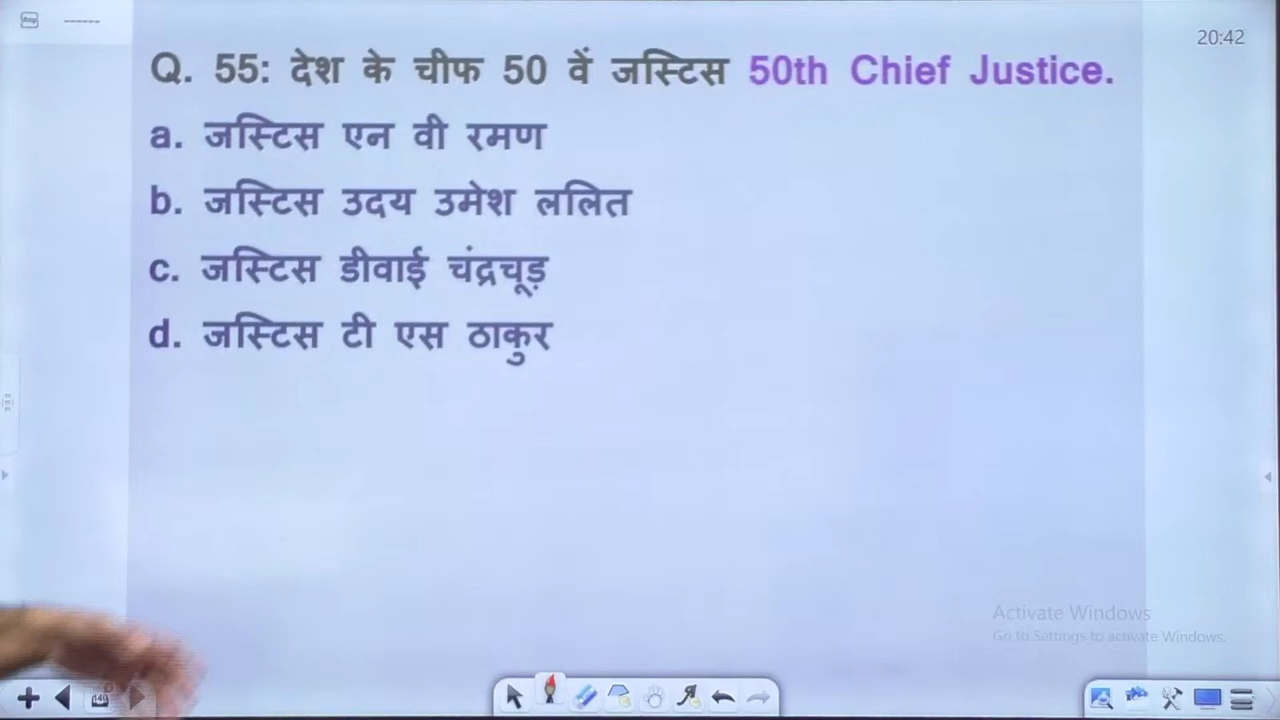 20:42
Q. 55: देश के चीफ 50 वें जस्टिस 50th Chief Justice.
a. जस्टिस एन वी रमण
b. जस्टिस उदय उमेश ललित
c. जस्टिस डीवाई चंद्रचूड़
d. जस्टिस टी एस ठाकुर
Activate Windows
Go to Settings to activate Windows.